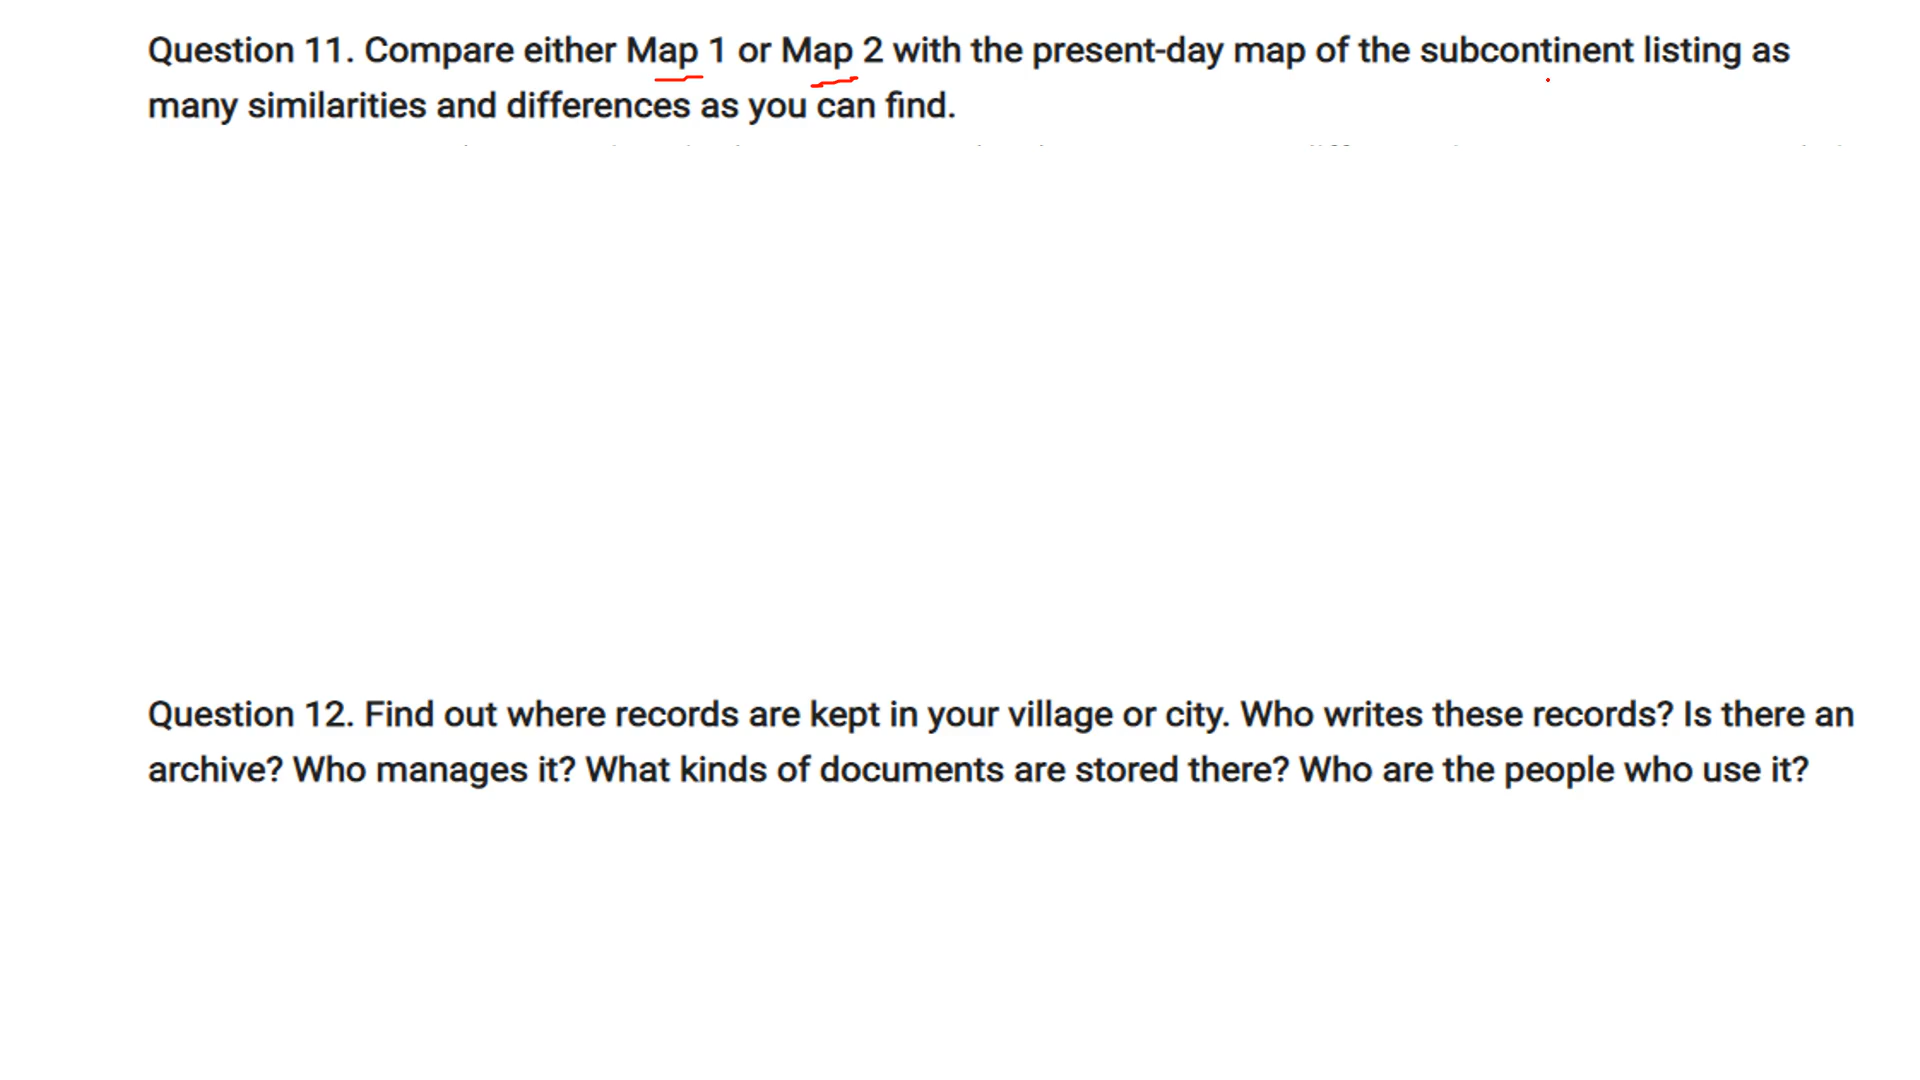 Question 11. Compare either Map 1 or Map 2 with the present-day map of the subcontinent listing as
many similarities and differences as you can find.
Question 12. Find out where records are kept in your village or city. Who writes these records? Is there an
archive? Who manages it? What kinds of documents are stored there? Who are the people who use it?